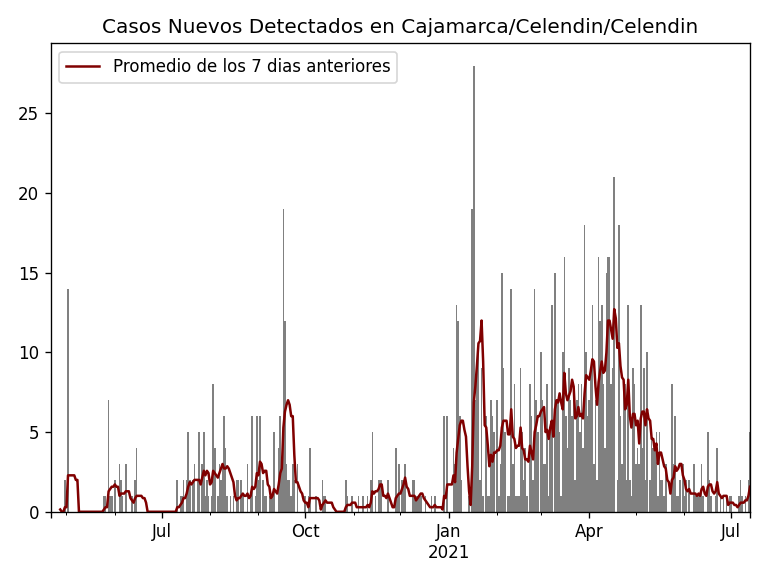 Casos Nuevos Detectados en Cajamarca/Celendin/Celendin
Promedio de los 7 dias anteriores
25
20
15
10
5
0
Jul
Oct
Jan
2021
Apr
Jul